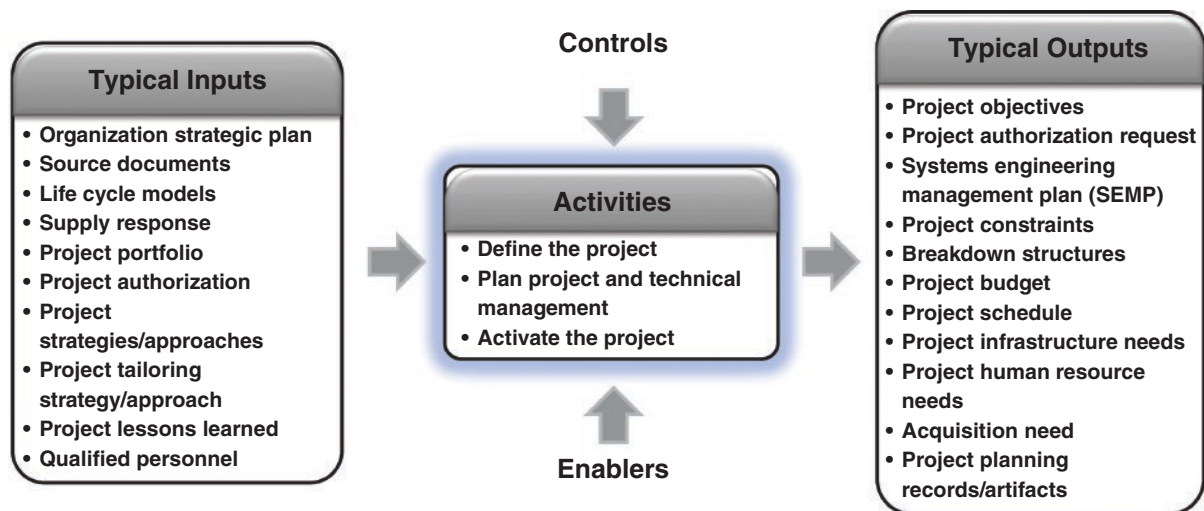 Typical Inputs
• Organization strategic plan
• Source documents
• Life cycle models
• Supply response
• Project portfolio
• Project authorization
• Project
strategies/approaches
• Project tailoring
strategy/approach
• Project lessons learned
• Qualified personnel
Controls
Activities
• Define the project
• Plan project and technical
management
• Activate the project
Enablers
Typical Outputs
• Project objectives
• Project authorization request
• Systems engineering
management plan (SEMP)
• Project constraints
• Breakdown structures
• Project budget
• Project schedule
• Project infrastructure needs
• Project human resource
needs
• Acquisition need
• Project planning
records/artifacts